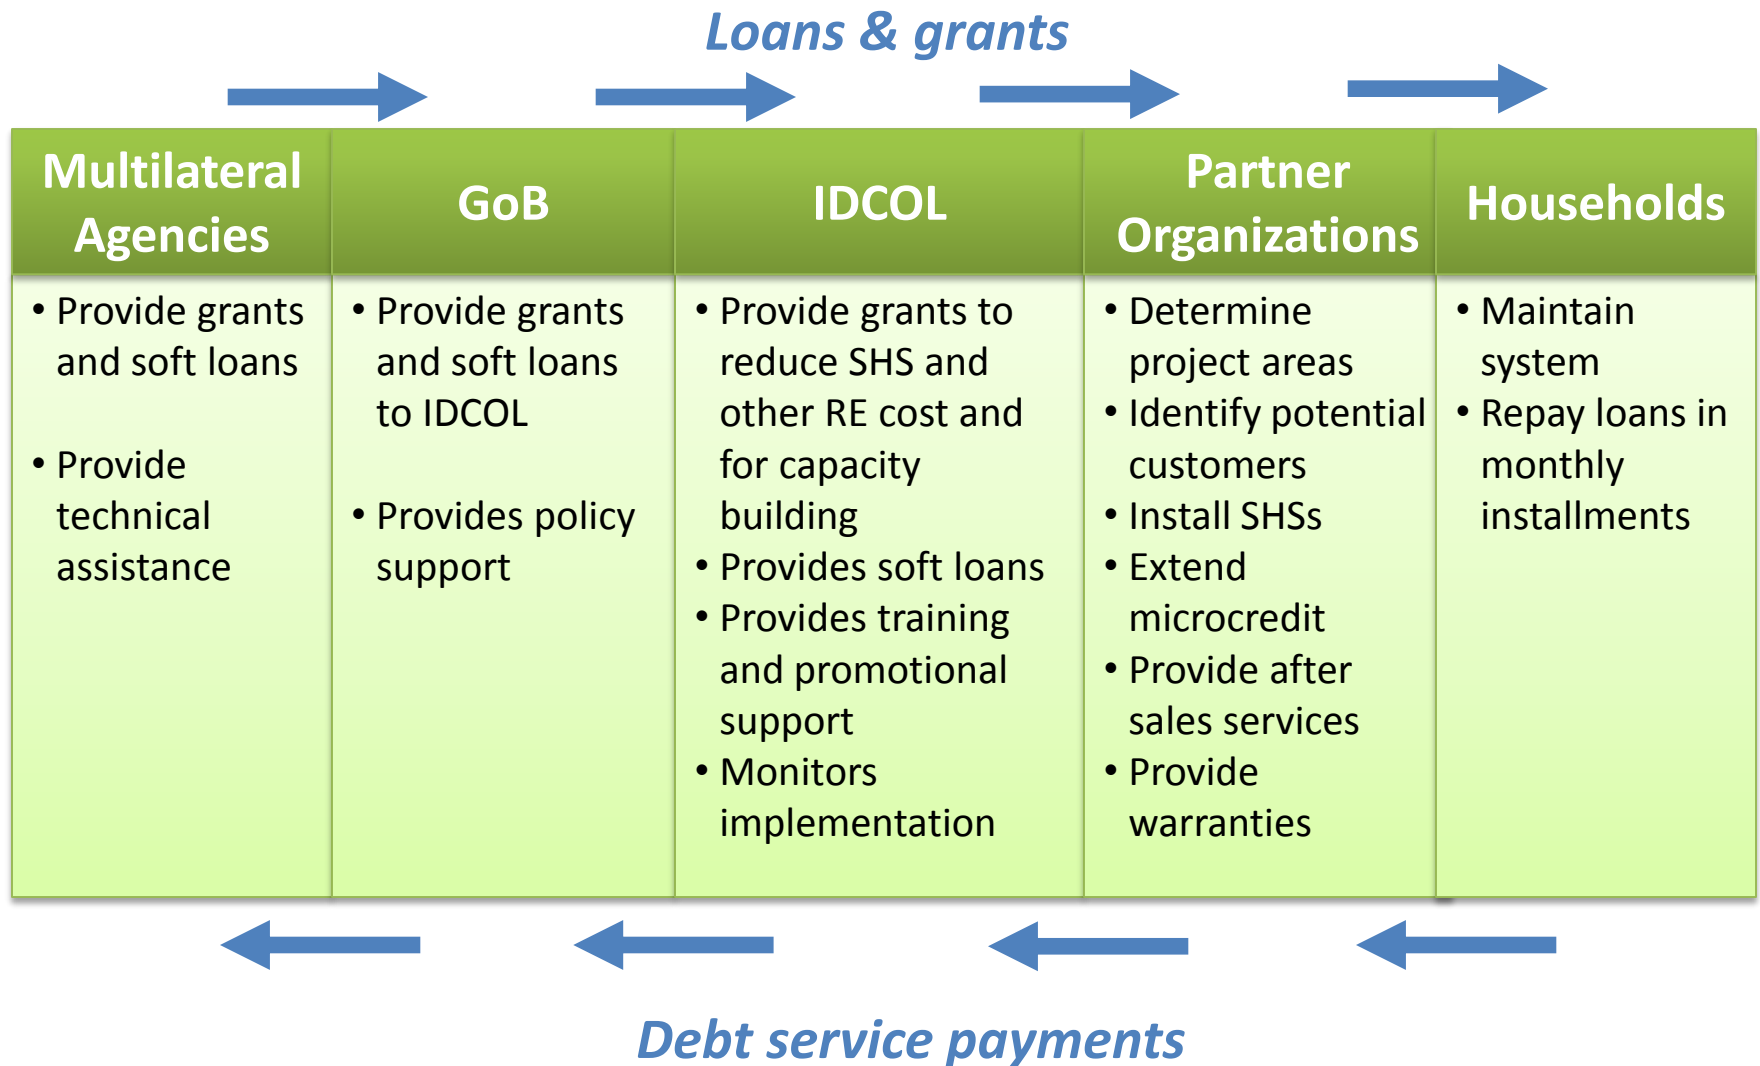 Loans & grants
Multilateral
Agencies
GoB
IDCOL
Partner
Organizations
Households
• Provide grants
and soft loans
• Provide
technical
assistance
• Provide grants
and soft loans
to IDCOL
• Provides policy
support
• Provide grants to
reduce SHS and
other RE cost and
for capacity
building
• Provides soft loans
• Provides training
and promotional
support
• Monitors
implementation
• Determine
project areas
• Identify potential
customers
• Install SHSs
• Extend
microcredit
• Provide after
sales services
• Provide
warranties
• Maintain
system
• Repay loans in
monthly
installments
Debt service payments